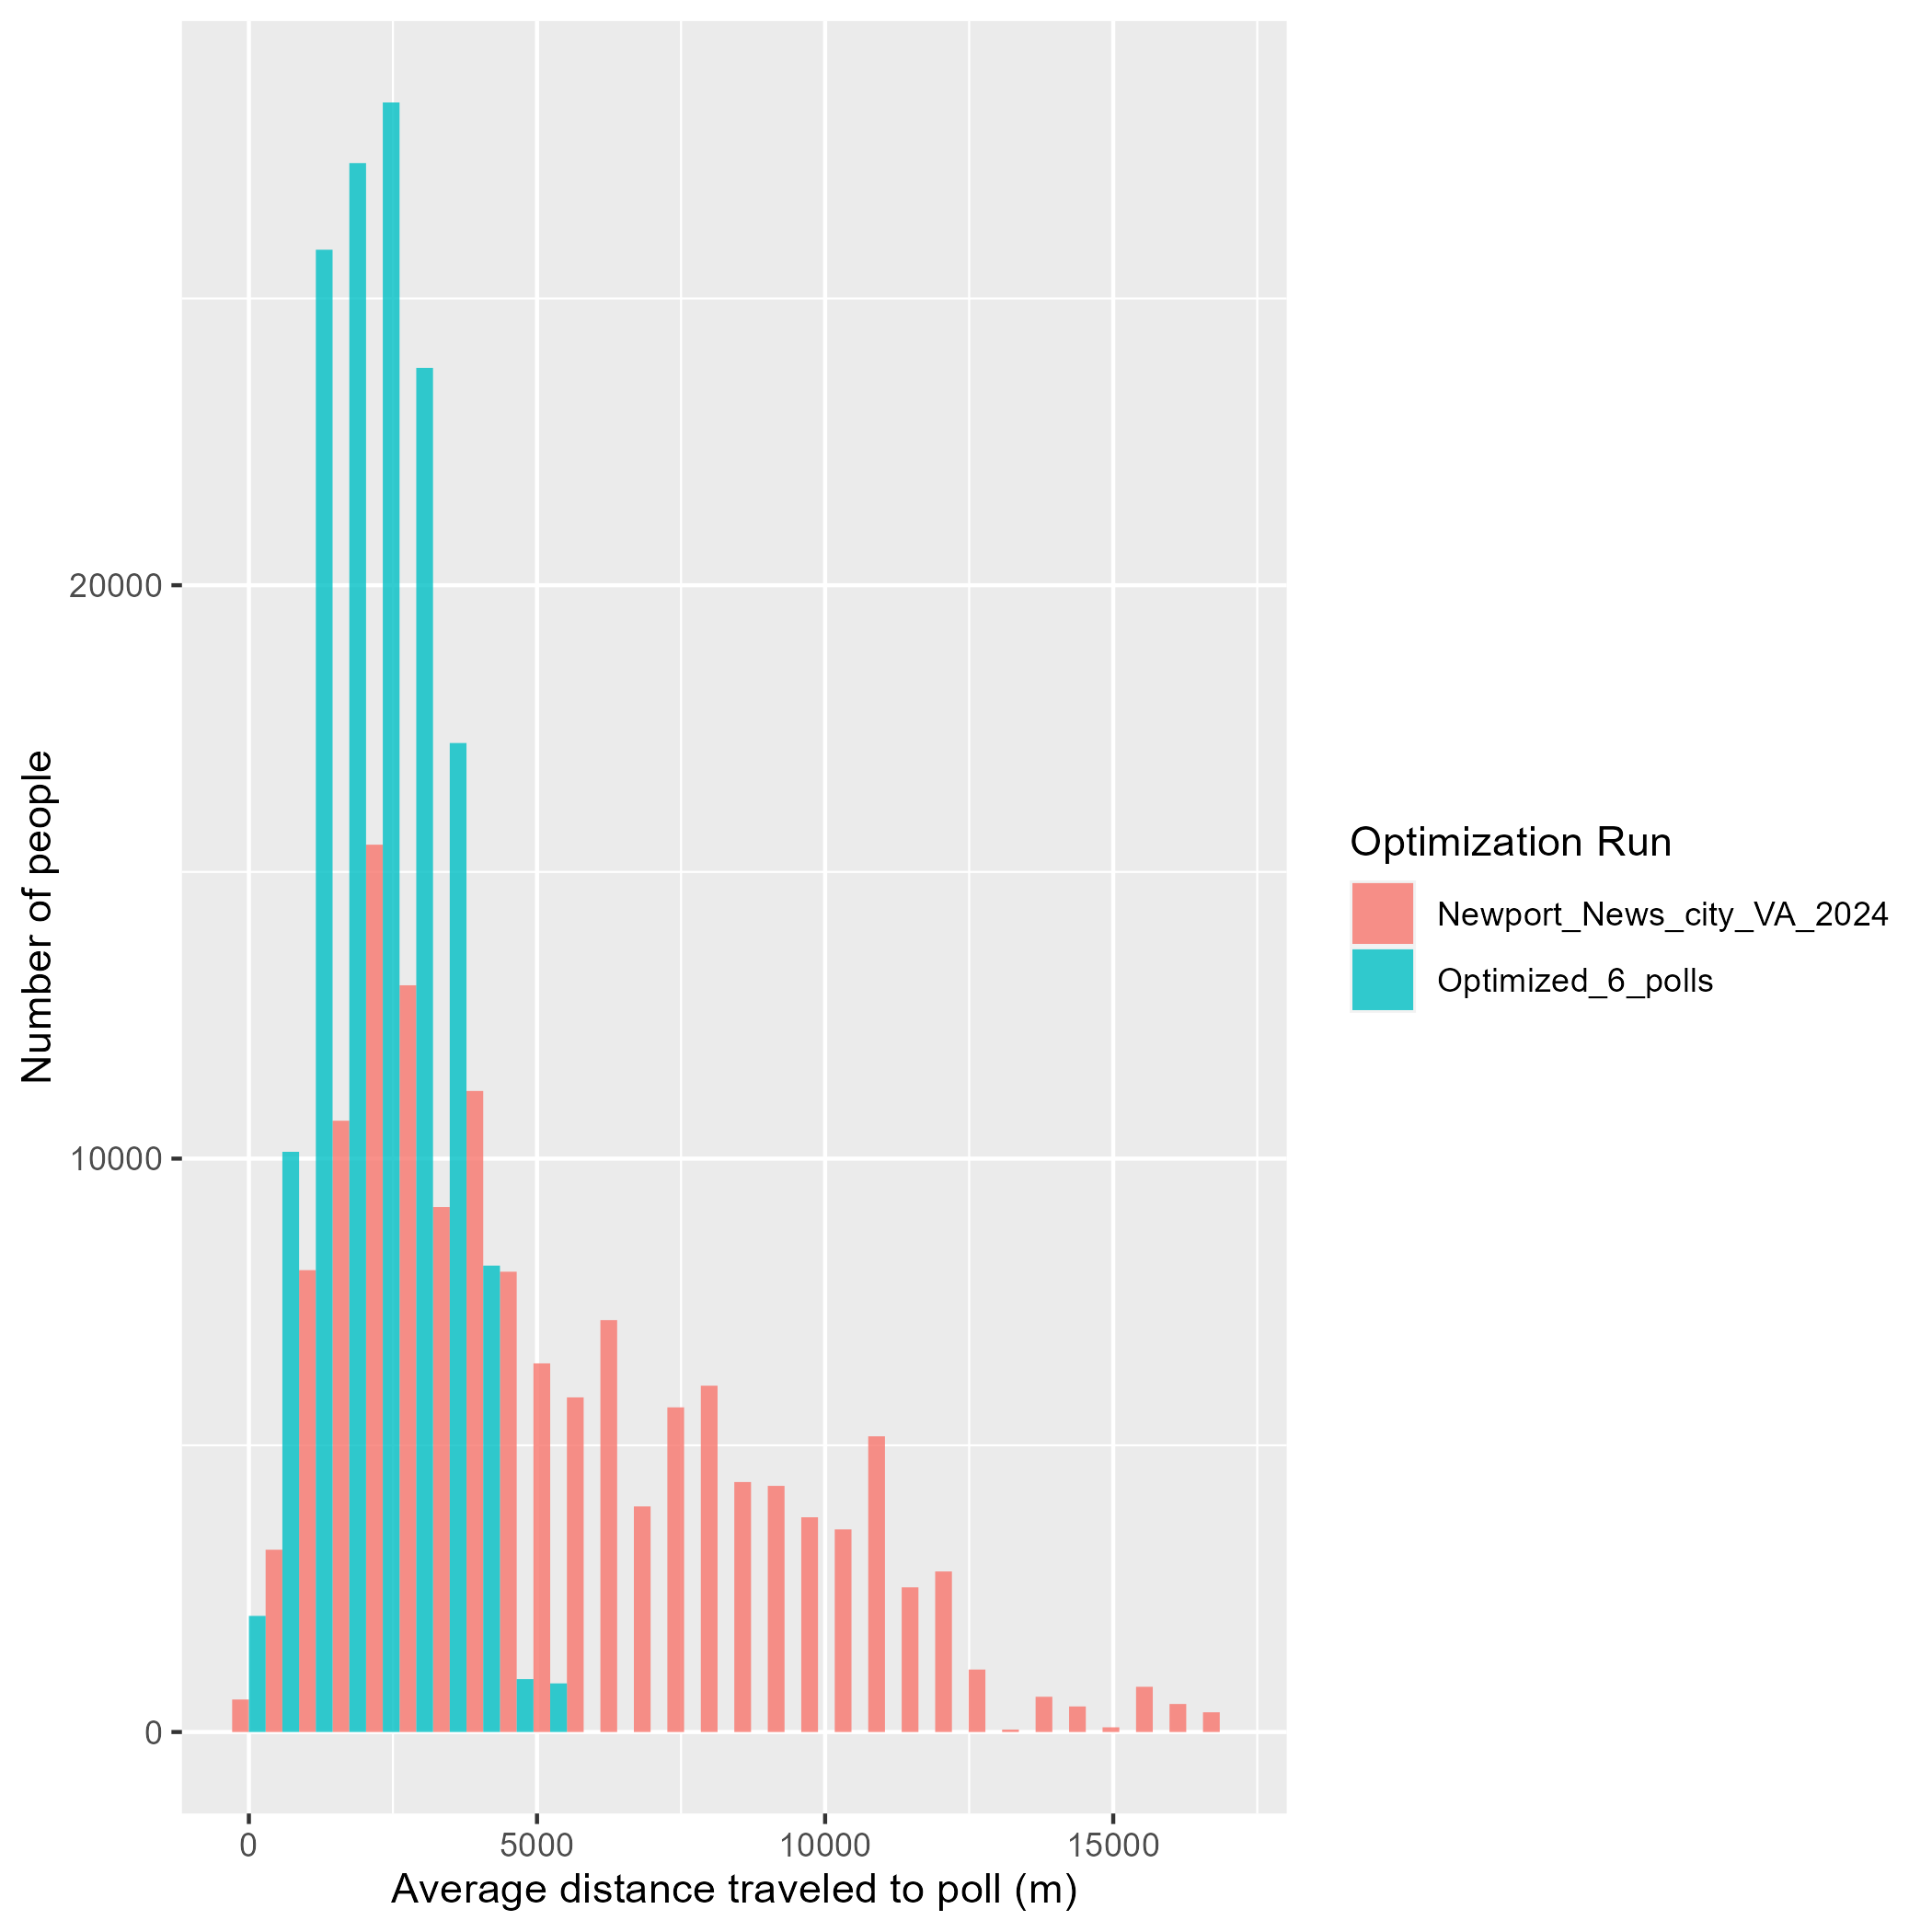 Number of people
20000
10000
0
0 5000 10000 15000
Average distance traveled to poll (m)
Optimization Run
Newport_News_city_VA_2024
Optimized_6_polls